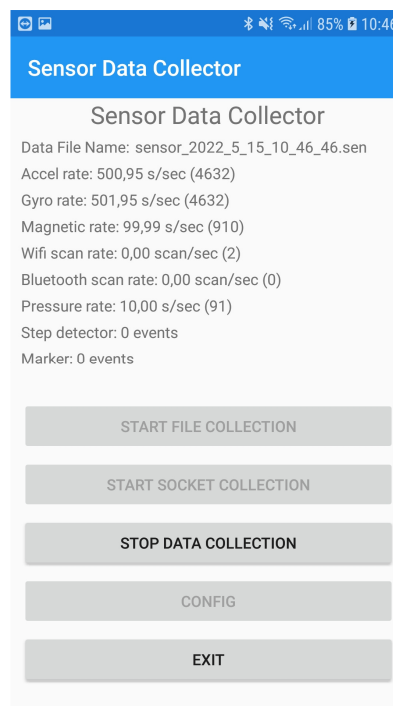 85% 10:46
Sensor Data Collector
Sensor Data Collector
Data File Name: sensor_2022_5_15_10_46_46.sen
Accel rate: 500,95 s/sec (4632)
Gyro rate: 501,95 s/sec (4632)
Magnetic rate: 99,99 s/sec (910)
Wifi scan rate: 0,00 scan/sec (2)
Bluetooth scan rate: 0,00 scan/sec (0)
Pressure rate: 10,00 s/sec (91)
Step detector: 0 events
Marker: 0 events
START FILE COLLECTION
START SOCKET COLLECTION
STOP DATA COLLECTION
CONFIG
EXIT